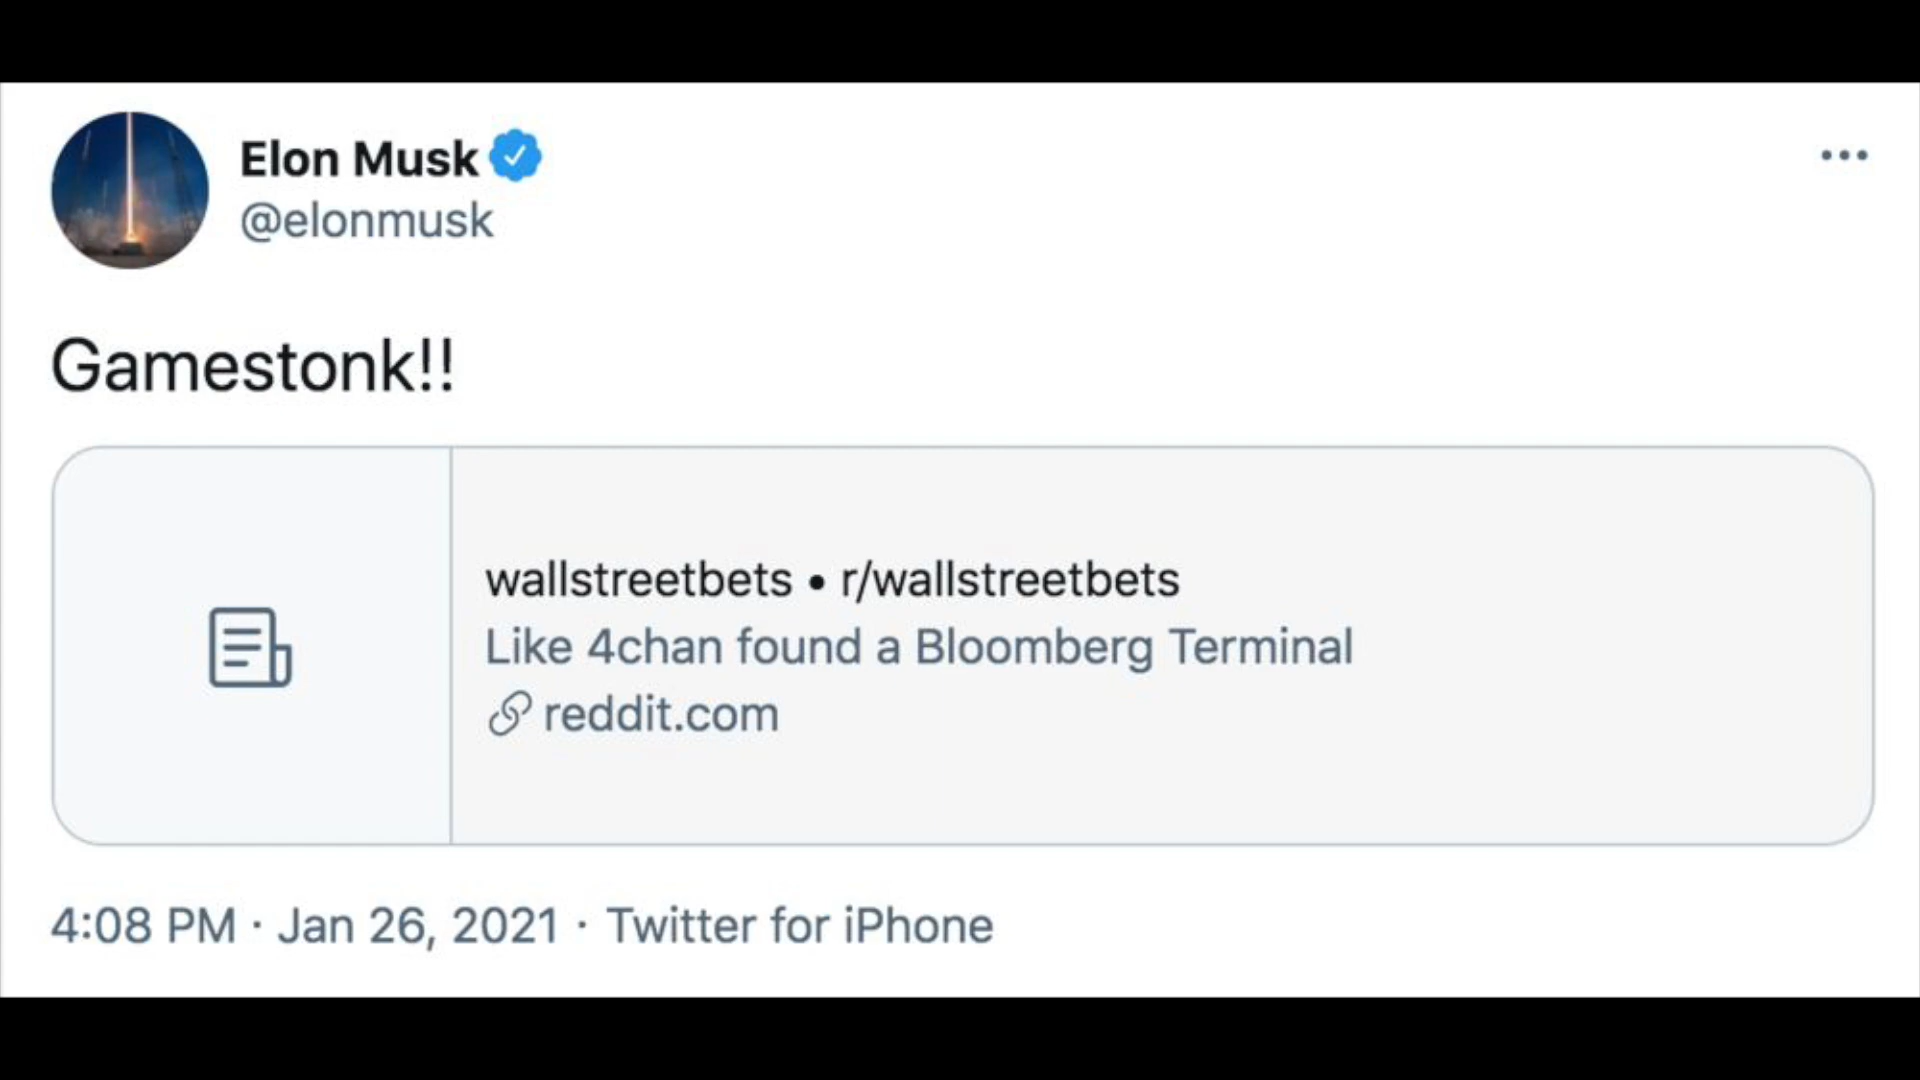 Elon Musk
@elonmusk
Gamestonk!!
wallstreetbets • r/wallstreetbets
Like 4chan found a Bloomberg Terminal
reddit.com
4:08 PM · Jan 26, 2021 · Twitter for iPhone